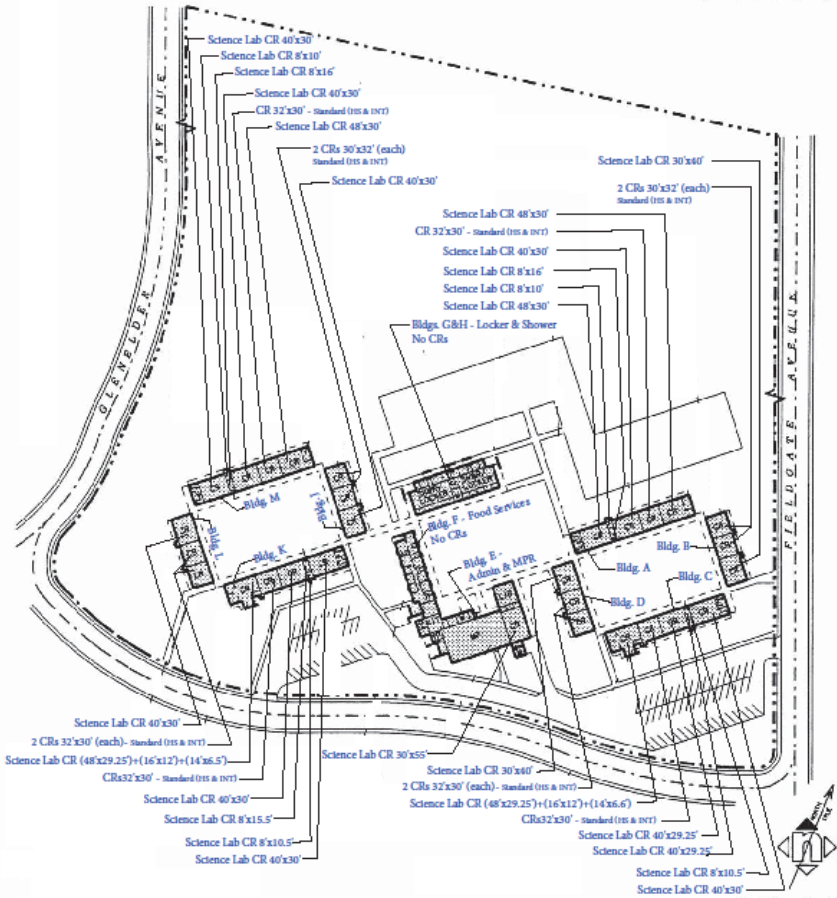 Science Lab CR 40'x30'
Science Lab CR 8'x10'
Science Lab CR 8'x16'
Science Lab CR 40'x30'
CR 32'x30' - Standard (HS & INT)
Science Lab CR 48'x30'
2 CRs 30'x32' (each)
Standard (HS & INT)
Science Lab CR 40'x30'
Science Lab CR 30'x40'
2 CRs 30'x32' (each)
Standard (HS & INT)
Science Lab CR 48'x30'
CR 32'x30' - Standard (HS & INT)
Science Lab CR 40'x30'
Science Lab CR 8'x16'
Science Lab CR 8'x10'
Science Lab CR 48'x30'
Bldgs. G&H - Locker & Shower
No CRs
GLENELDER AVENUE
FIELDGATE AVENUE
Bldg. M
Bldg. L
Bldg. K
Bldg. F - Food Services
No CRs
Bldg. E -
Admin & MPR
Bldg. A
Bldg. B
Bldg. C
Bldg. D
Science Lab CR 40'x30'
2 CRs 32'x30' (each)- Standard (HS & INT)
Science Lab CR (48'x29.25')+(16'x12')+(14'x6.5')
CRs32'x30' - Standard (HS & INT)
Science Lab CR 40'x30'
Science Lab CR 8'x15.5'
Science Lab CR 8'x10.5'
Science Lab CR 40'x30'
Science Lab CR 30'x55'
Science Lab CR 30'x40'
2 CRs 32'x30' (each)- Standard (HS & INT)
Science Lab CR (48'x29.25')+(16'x12')+(14'x6.6')
CRs32'x30' - Standard (HS & INT)
Science Lab CR 40'x29.25'
Science Lab CR 40'x29.25'
Science Lab CR 8'x10.5'
Science Lab CR 40'x30'
NORTH
n